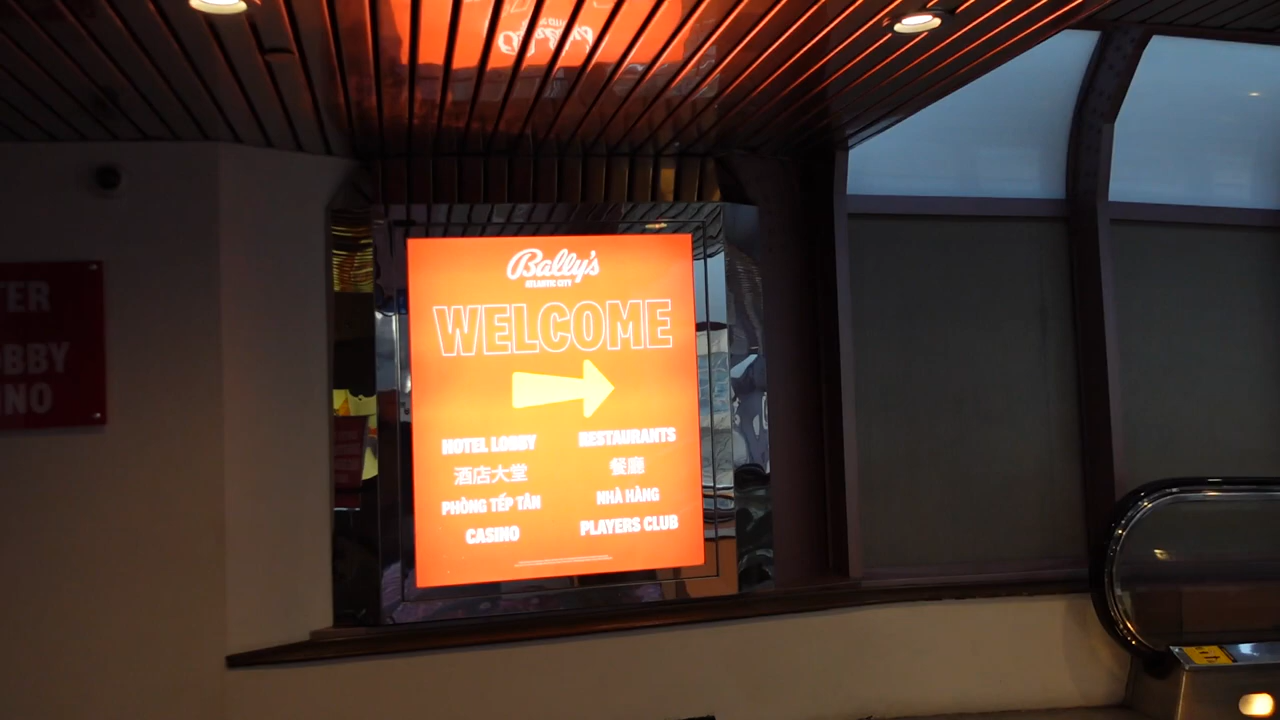 Bally's
ATLANTIC CITY
WELCOME
HOTEL LOBBY
酒店大堂
PHÒNG TẾP TÂN
CASINO
RESTAURANTS
餐廳
NHÀ HÀNG
PLAYERS CLUB
TER
OBBY
INO